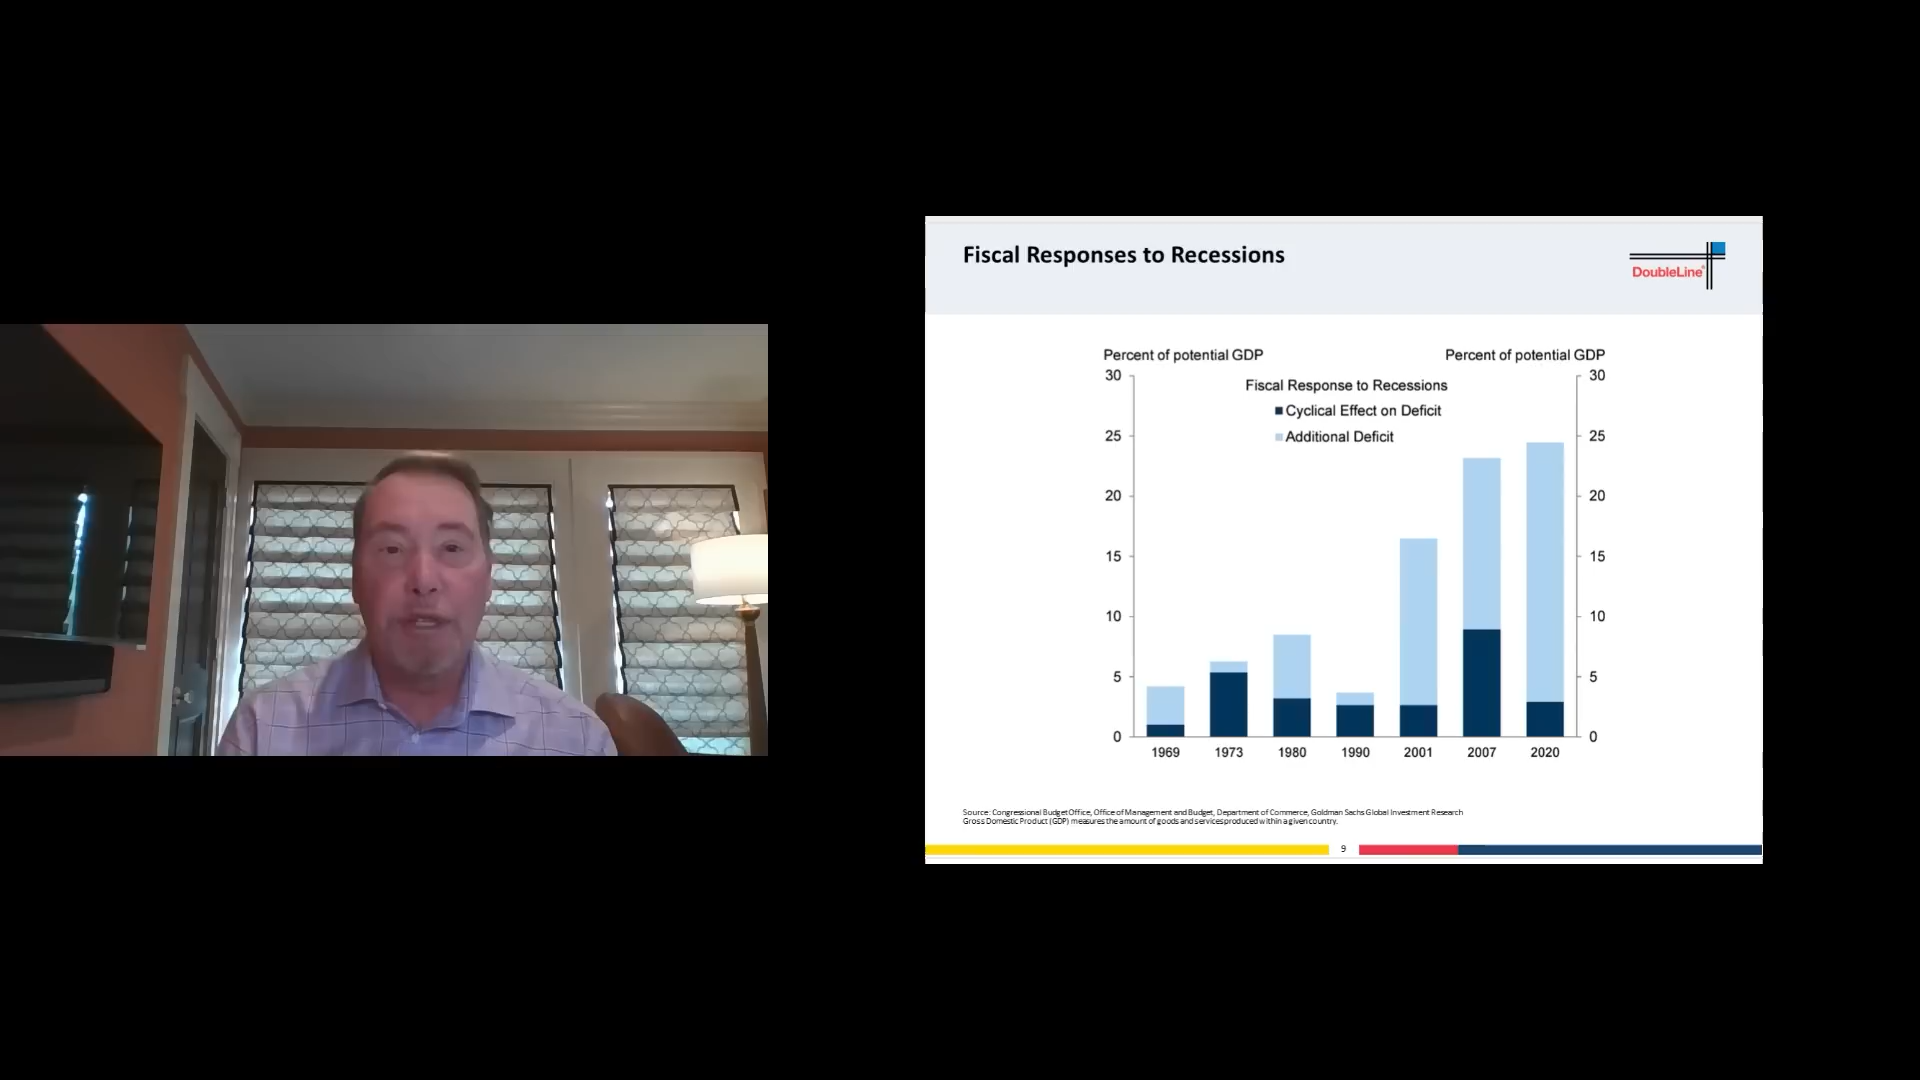 Fiscal Responses to Recessions
DoubleLine®
Percent of potential GDP
Percent of potential GDP
Fiscal Response to Recessions
Cyclical Effect on Deficit
Additional Deficit
30
25
20
15
10
5
0
30
25
20
15
10
5
0
1969 1973 1980 1990 2001 2007 2020
Source: Congressional Budget Office, Office of Management and Budget, Department of Commerce, Goldman Sachs Global Investment Research
Gross Domestic Product (GDP) measures the amount of goods and services produced within a given country.
9